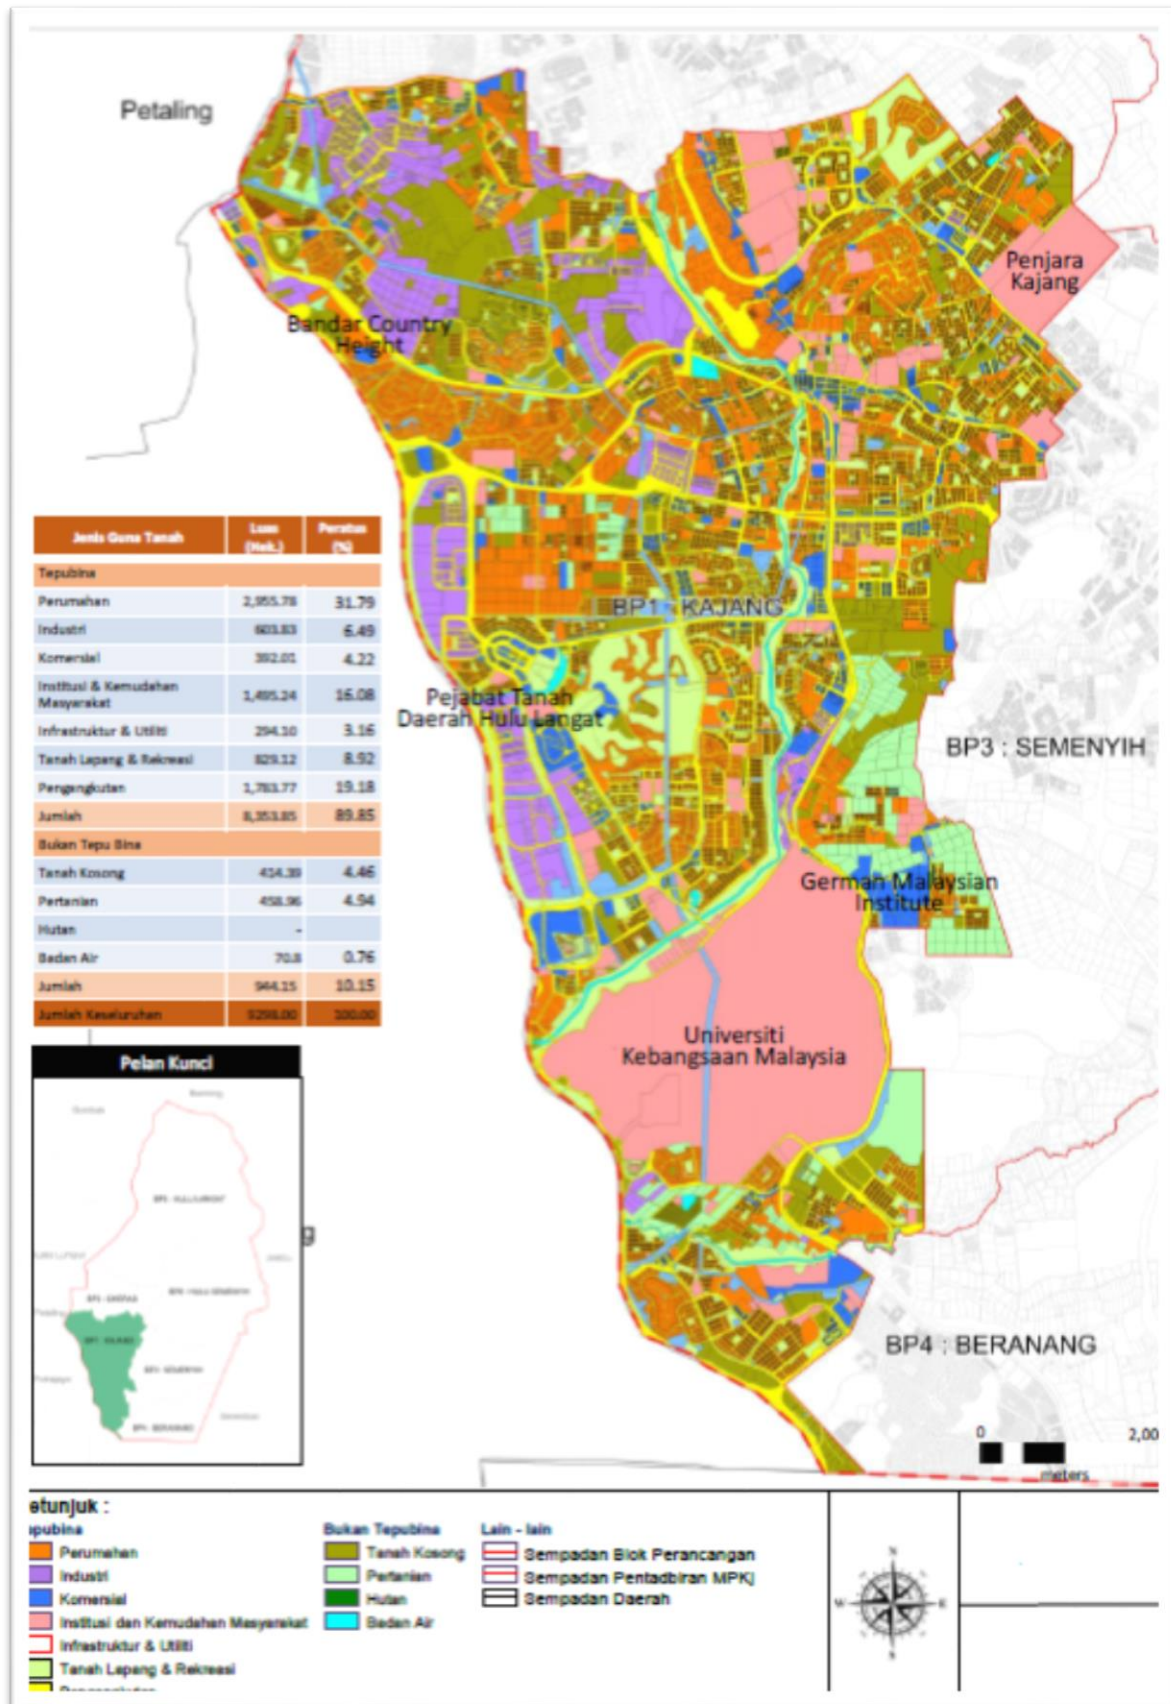 Petaling
Penjara
Kajang
Bandar Country
Height
BP1 : KAJANG
Pejabat Tanah
Daerah Hulu Langat
BP3 : SEMENYIH
German Malaysian
Institute
Universiti
Kebangsaan Malaysia
BP4 : BERANANG
Jenis Guna Tanah Luas (Hek.) Peratus (%)
Tepubina
Perumahan 2,955.78 31.79
Industri 603.83 6.49
Komersial 392.01 4.22
Institusi & Kemudahan
Masyarakat 1,495.24 16.08
Infrastruktur & Utiliti 294.10 3.16
Tanah Lapang & Rekreasi 829.12 8.92
Pengangkutan 1,783.77 19.18
Jumlah 8,353.85 89.85
Bukan Tepu Bina
Tanah Kosong 414.39 4.46
Pertanian 458.96 4.94
Hutan -
Badan Air 70.8 0.76
Jumlah 944.15 10.15
Jumlah Keseluruhan 9298.00 100.00
Pelan Kunci
g
0 2,00
meters
etunjuk :
epubina
Perumahan
Industri
Komersial
Institusi dan Kemudahan Masyarakat
Infrastruktur & Utiliti
Tanah Lapang & Rekreasi
Bukan Tepubina
Tanah Kosong
Pertanian
Hutan
Badan Air
Lain - lain
Sempadan Blok Perancangan
Sempadan Pentadbiran MPKj
Sempadan Daerah
N
W E
S